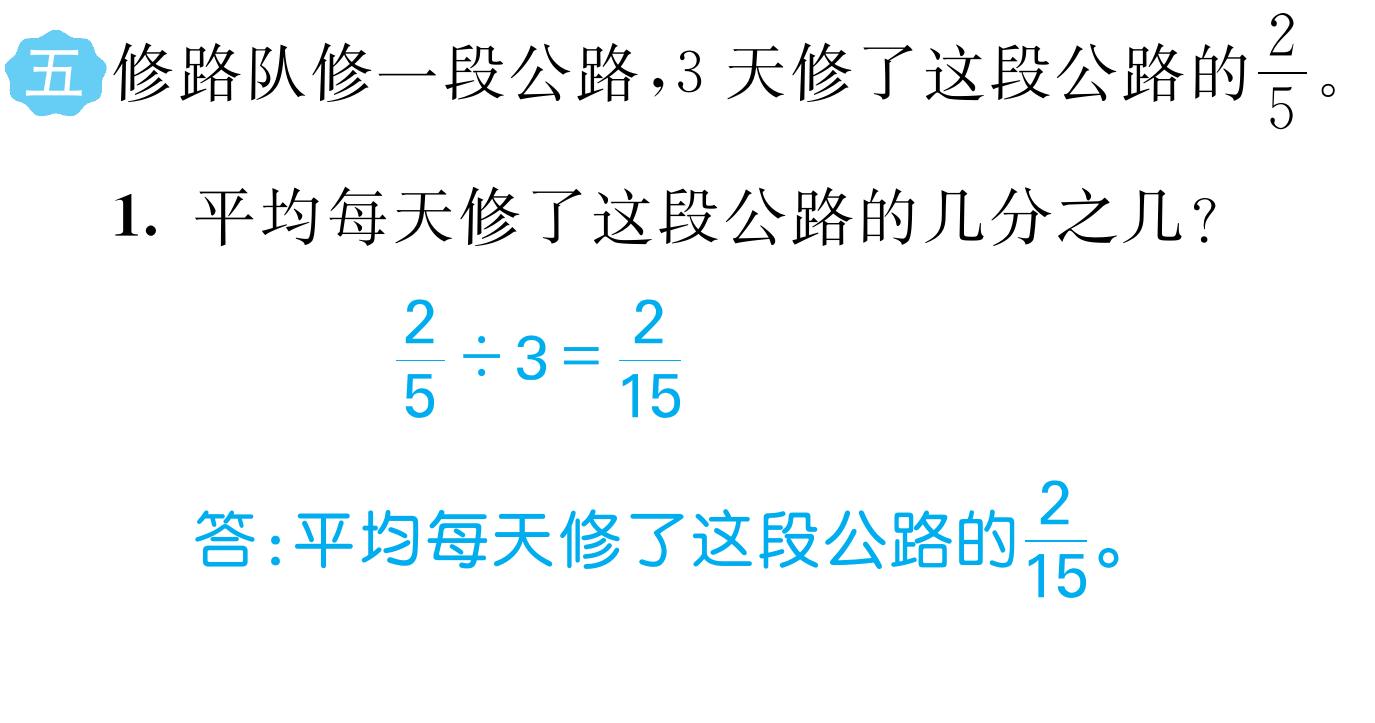 五 修路队修一段公路,3 天修了这段公路的2/5。
1. 平均每天修了这段公路的几分之几?
2/5÷3=2/15
答:平均每天修了这段公路的2/15。